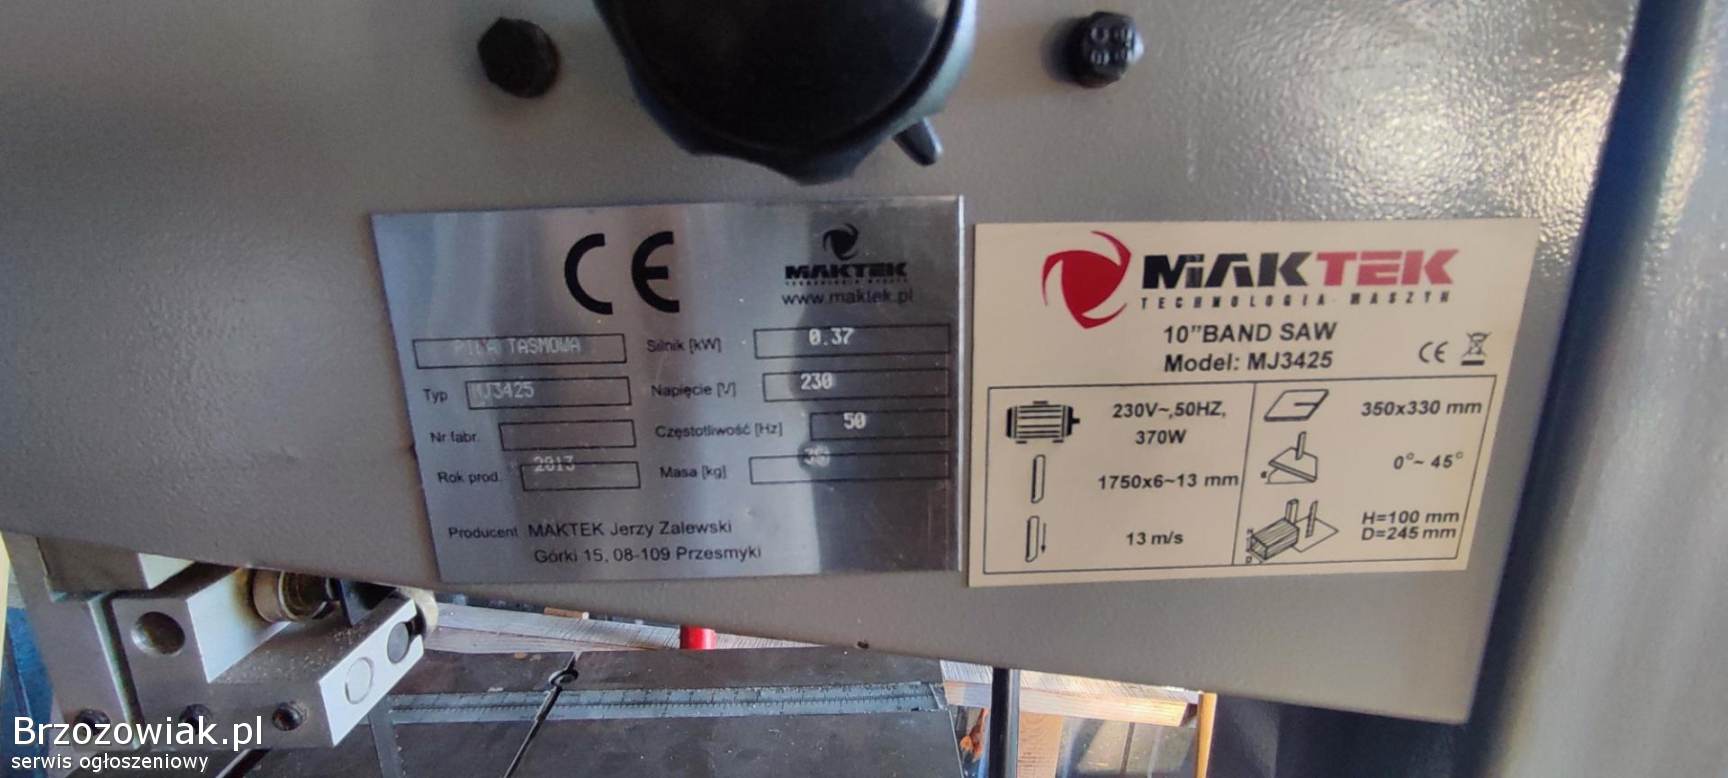 CE
MAKTEK
TECHNOLOGIA MASZYN
www.maktek.pl
PIŁA TAŚMOWA
Silnik [kW] 0.37
Typ MJ3425
Napięcie [V] 230
Nr fabr.
Częstotliwość [Hz] 50
Rok prod. 2013
Masa [kg]
Producent MAKTEK Jerzy Zalewski
Górki 15, 08-109 Przesmyki
MAKTEK
TECHNOLOGIA MASZYN
10" BAND SAW
Model: MJ3425
CE
230V~,50HZ,
370W
1750x6~13 mm
13 m/s
350x330 mm
0°~ 45°
H=100 mm
D=245 mm
Brzozowiak.pl
serwis ogłoszeniowy